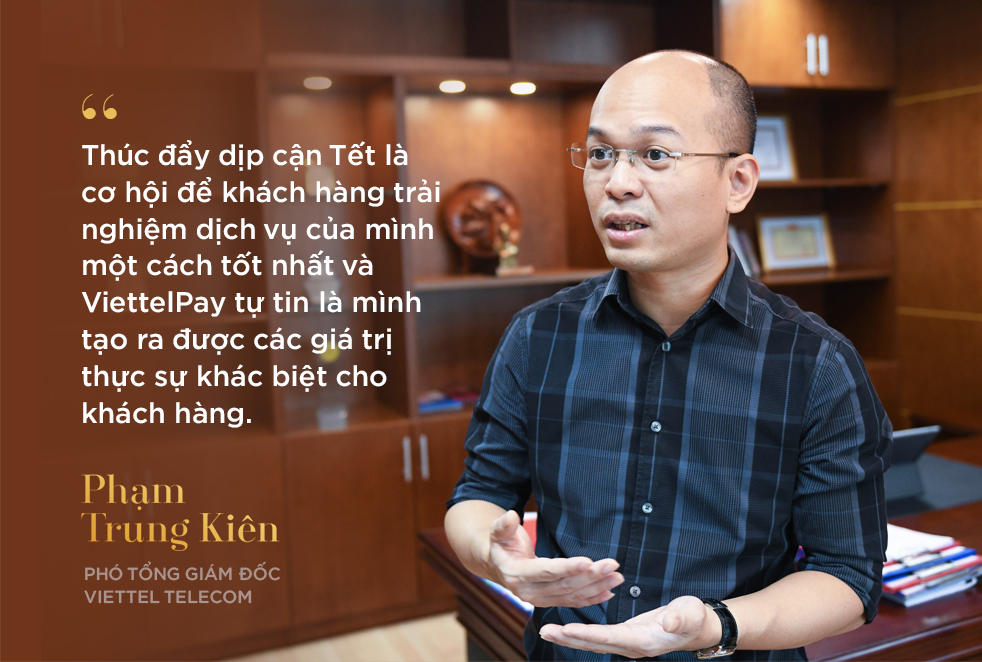 “
Thúc đẩy dịp cận Tết là
cơ hội để khách hàng trải
nghiệm dịch vụ của mình
một cách tốt nhất và
ViettelPay tự tin là mình
tạo ra được các giá trị
thực sự khác biệt cho
khách hàng.
Phạm
Trung Kiên
PHÓ TỔNG GIÁM ĐỐC
VIETTEL TELECOM